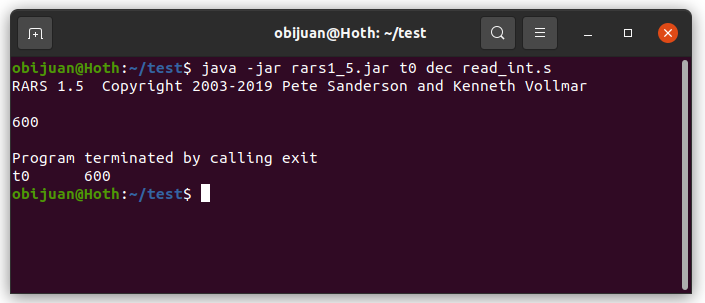 obijuan@Hoth: ~/test
obijuan@Hoth:~/test$ java -jar rars1_5.jar t0 dec read_int.s
RARS 1.5  Copyright 2003-2019 Pete Sanderson and Kenneth Vollmar
600
Program terminated by calling exit
t0      600
obijuan@Hoth:~/test$